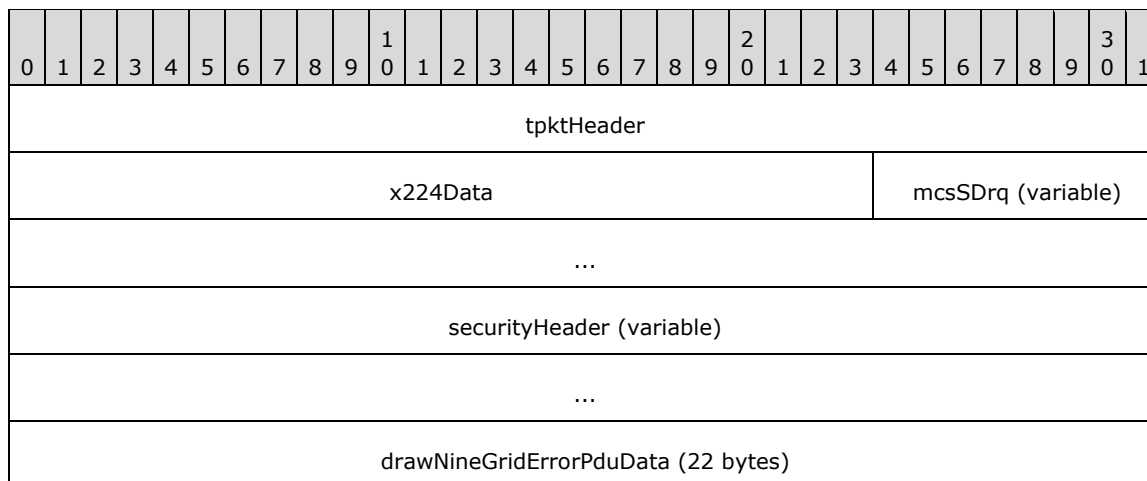 1 2 3
0 1 2 3 4 5 6 7 8 9 0 1 2 3 4 5 6 7 8 9 0 1 2 3 4 5 6 7 8 9 0 1
tpktHeader
x224Data mcsSDrq (variable)
...
securityHeader (variable)
...
drawNineGridErrorPduData (22 bytes)